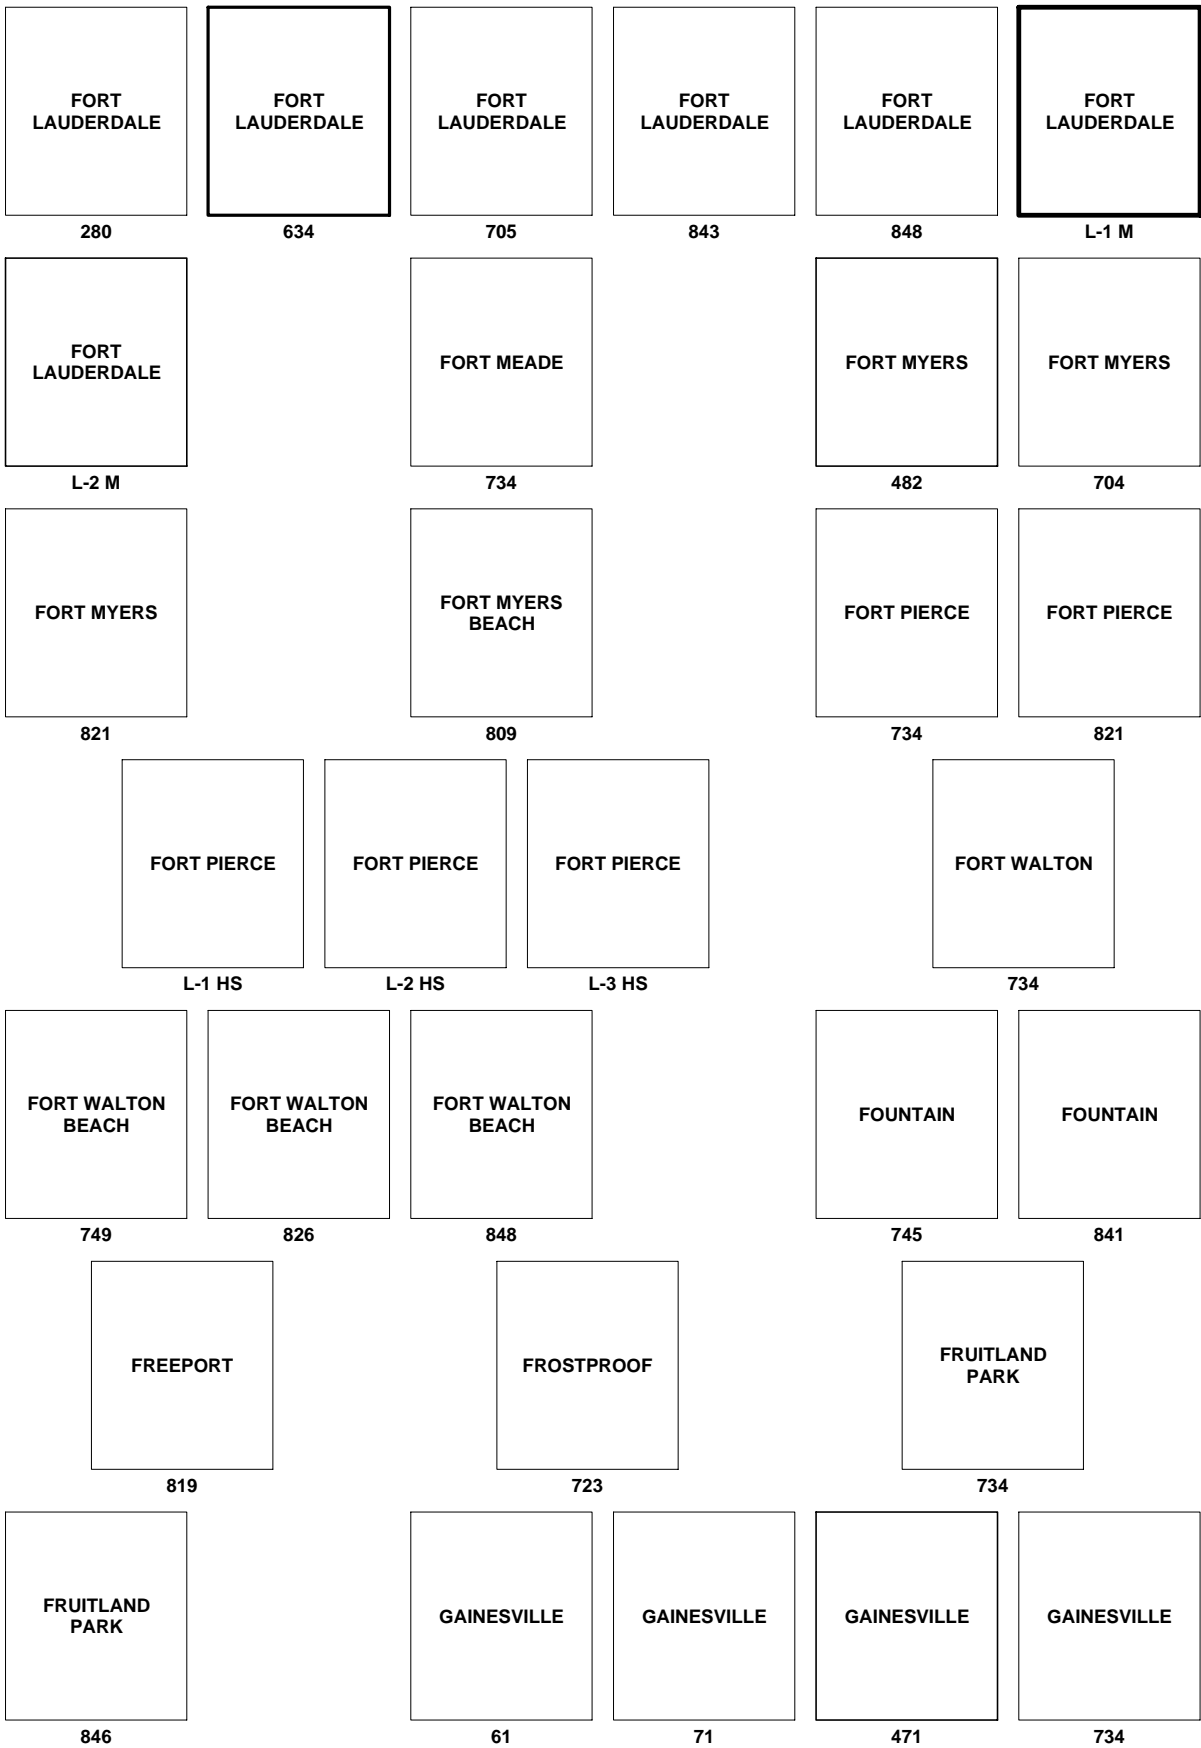 FORT
LAUDERDALE
280
FORT
LAUDERDALE
634
FORT
LAUDERDALE
705
FORT
LAUDERDALE
843
FORT
LAUDERDALE
848
FORT
LAUDERDALE
L-1 M
FORT
LAUDERDALE
L-2 M
FORT MEADE
734
FORT MYERS
482
FORT MYERS
704
FORT MYERS
821
FORT MYERS
BEACH
809
FORT PIERCE
734
FORT PIERCE
821
FORT PIERCE
L-1 HS
FORT PIERCE
L-2 HS
FORT PIERCE
L-3 HS
FORT WALTON
734
FORT WALTON
BEACH
749
FORT WALTON
BEACH
826
FORT WALTON
BEACH
848
FOUNTAIN
745
FOUNTAIN
841
FREEPORT
819
FROSTPROOF
723
FRUITLAND
PARK
734
FRUITLAND
PARK
846
GAINESVILLE
61
GAINESVILLE
71
GAINESVILLE
471
GAINESVILLE
734